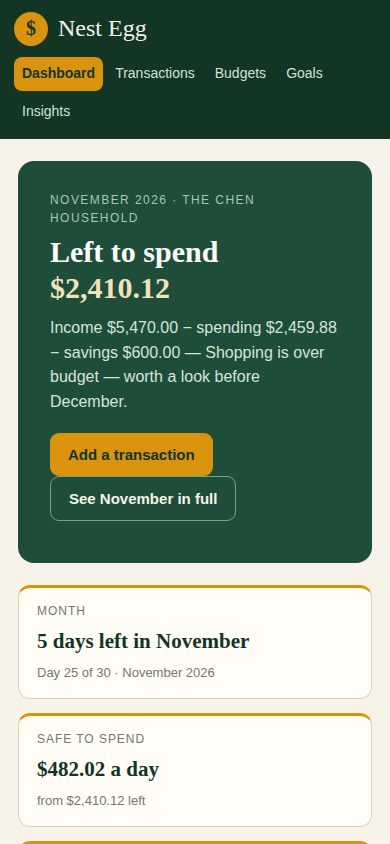 $ Nest Egg
Dashboard Transactions Budgets Goals
Insights
NOVEMBER 2026 · THE CHEN
HOUSEHOLD
Left to spend
$2,410.12
Income $5,470.00 − spending $2,459.88
− savings $600.00 — Shopping is over
budget — worth a look before
December.
Add a transaction
See November in full
MONTH
5 days left in November
Day 25 of 30 · November 2026
SAFE TO SPEND
$482.02 a day
from $2,410.12 left